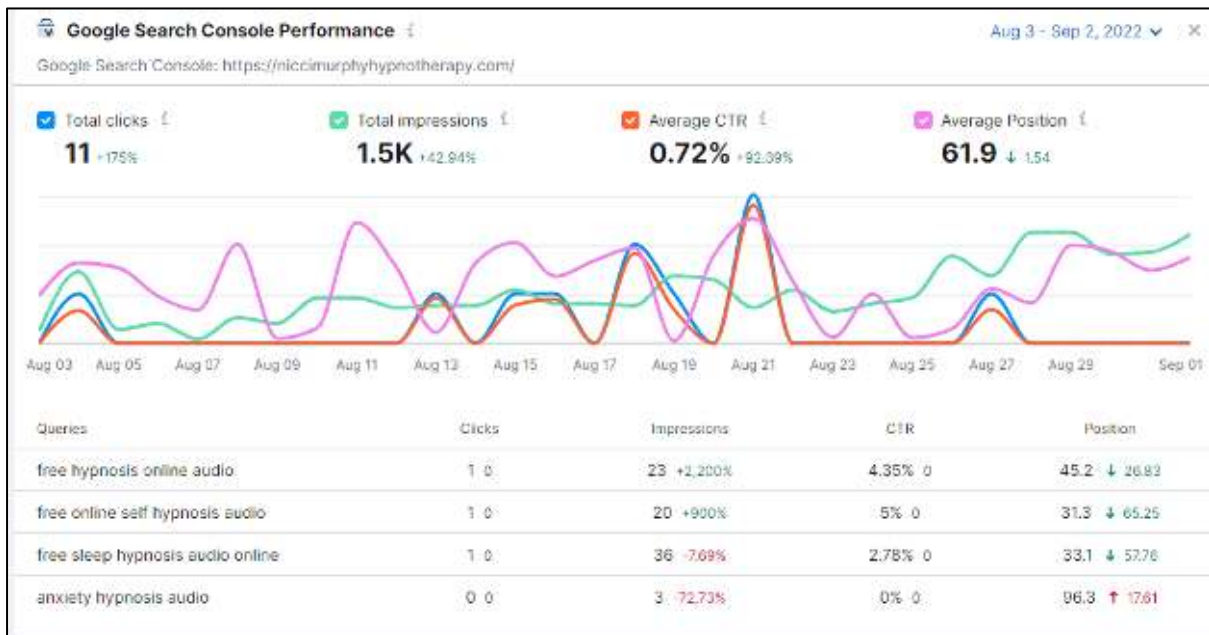 Google Search Console Performance i
Aug 3 - Sep 2, 2022
Google Search Console: https://niccimurphyhypnotherapy.com/
Total clicks i
Total impressions i
Average CTR i
Average Position i
11 +175%
1.5K +42.94%
0.72% +92.39%
61.9 ↓ 1.54
Aug 03 Aug 05 Aug 07 Aug 09 Aug 11 Aug 13 Aug 15 Aug 17 Aug 19 Aug 21 Aug 23 Aug 25 Aug 27 Aug 29 Sep 01
Queries Clicks Impressions CTR Position
free hypnosis online audio 1 0 23 +2,200% 4.35% 0 45.2 ↓ 26.83
free online self hypnosis audio 1 0 20 +900% 5% 0 31.3 ↓ 65.25
free sleep hypnosis audio online 1 0 36 -7.69% 2.78% 0 33.1 ↓ 57.76
anxiety hypnosis audio 0 0 3 -72.73% 0% 0 96.3 ↑ 17.61